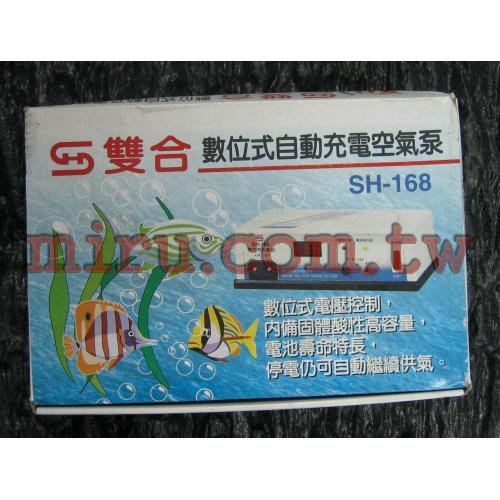 雙合 數位式自動充電空氣泵
SH-168
miru.com.tw
數位式電壓控制，
內備固體酸性高容量，
電池壽命特長，
停電仍可自動繼續供氣。